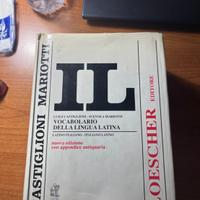 CASTIGLIONI MARIOTTI
IL
LUIGI CASTIGLIONI - SCEVOLA MARIOTTI
VOCABOLARIO
DELLA LINGUA LATINA
LATINO-ITALIANO - ITALIANO-LATINO
nuova edizione
con appendice antiquaria
LOESCHER EDITORE